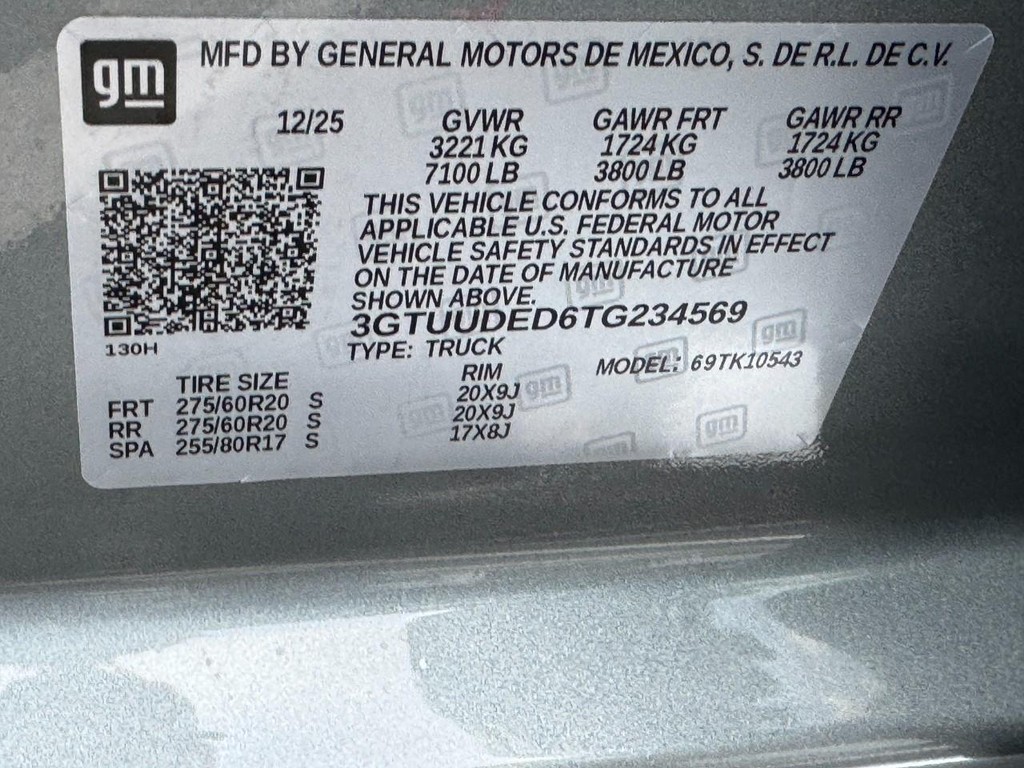 gm MFD BY GENERAL MOTORS DE MEXICO, S. DE R.L. DE C.V.
12/25 GVWR GAWR FRT GAWR RR
3221 KG 1724 KG 1724 KG
7100 LB 3800 LB 3800 LB
THIS VEHICLE CONFORMS TO ALL
APPLICABLE U.S. FEDERAL MOTOR
VEHICLE SAFETY STANDARDS IN EFFECT
ON THE DATE OF MANUFACTURE
SHOWN ABOVE.
3GTUUDED6TG234569
130H TYPE: TRUCK MODEL: 69TK10543
TIRE SIZE RIM
FRT 275/60R20 S 20X9J
RR 275/60R20 S 20X9J
SPA 255/80R17 S 17X8J